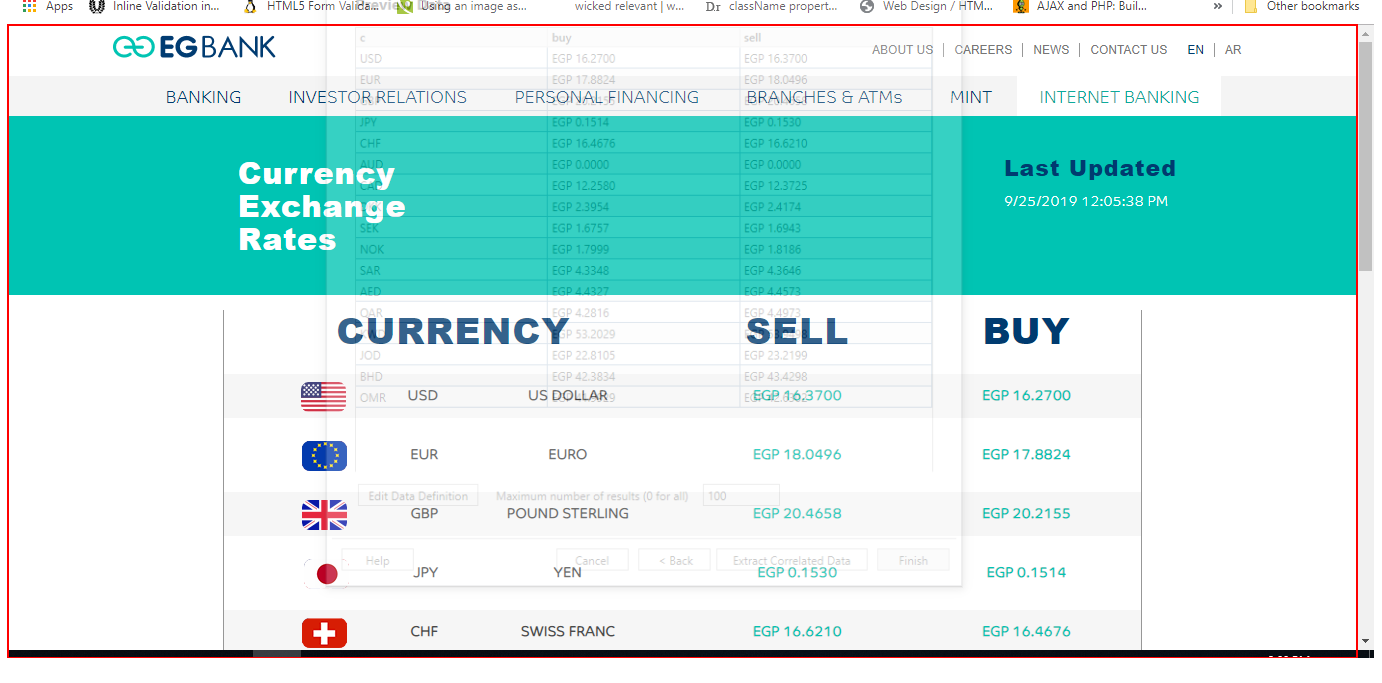 Apps Inline Validation in... HTML5 Form Valida... Using an image as... wicked relevant | w... Dr className propert... Web Design / HTM... AJAX and PHP: Buil... » Other bookmarks
Preview Data
EG BANK
ABOUT US | CAREERS | NEWS | CONTACT US EN | AR
BANKING INVESTOR RELATIONS PERSONAL FINANCING BRANCHES & ATMs MINT INTERNET BANKING
Currency
Exchange
Rates
Last Updated
9/25/2019 12:05:38 PM
c buy sell
USD EGP 16.2700 EGP 16.3700
EUR EGP 17.8824 EGP 18.0496
JPY EGP 0.1514 EGP 0.1530
CHF EGP 16.4676 EGP 16.6210
AUD EGP 0.0000 EGP 0.0000
CAD EGP 12.2580 EGP 12.3725
EGP 2.3954 EGP 2.4174
SEK EGP 1.6757 EGP 1.6943
NOK EGP 1.7999 EGP 1.8186
SAR EGP 4.3348 EGP 4.3646
AED EGP 4.4327 EGP 4.4573
QAR EGP 4.2816 EGP 4.4973
KWD EGP 53.2029
JOD EGP 22.8105 EGP 23.2199
BHD EGP 42.3834 EGP 43.4298
OMR
CURRENCY SELL BUY
USD US DOLLAR EGP 16.3700 EGP 16.2700
EUR EURO EGP 18.0496 EGP 17.8824
Edit Data Definition Maximum number of results (0 for all) 100
GBP POUND STERLING EGP 20.4658 EGP 20.2155
Help Cancel < Back Extract Correlated Data Finish
JPY YEN EGP 0.1530 EGP 0.1514
CHF SWISS FRANC EGP 16.6210 EGP 16.4676